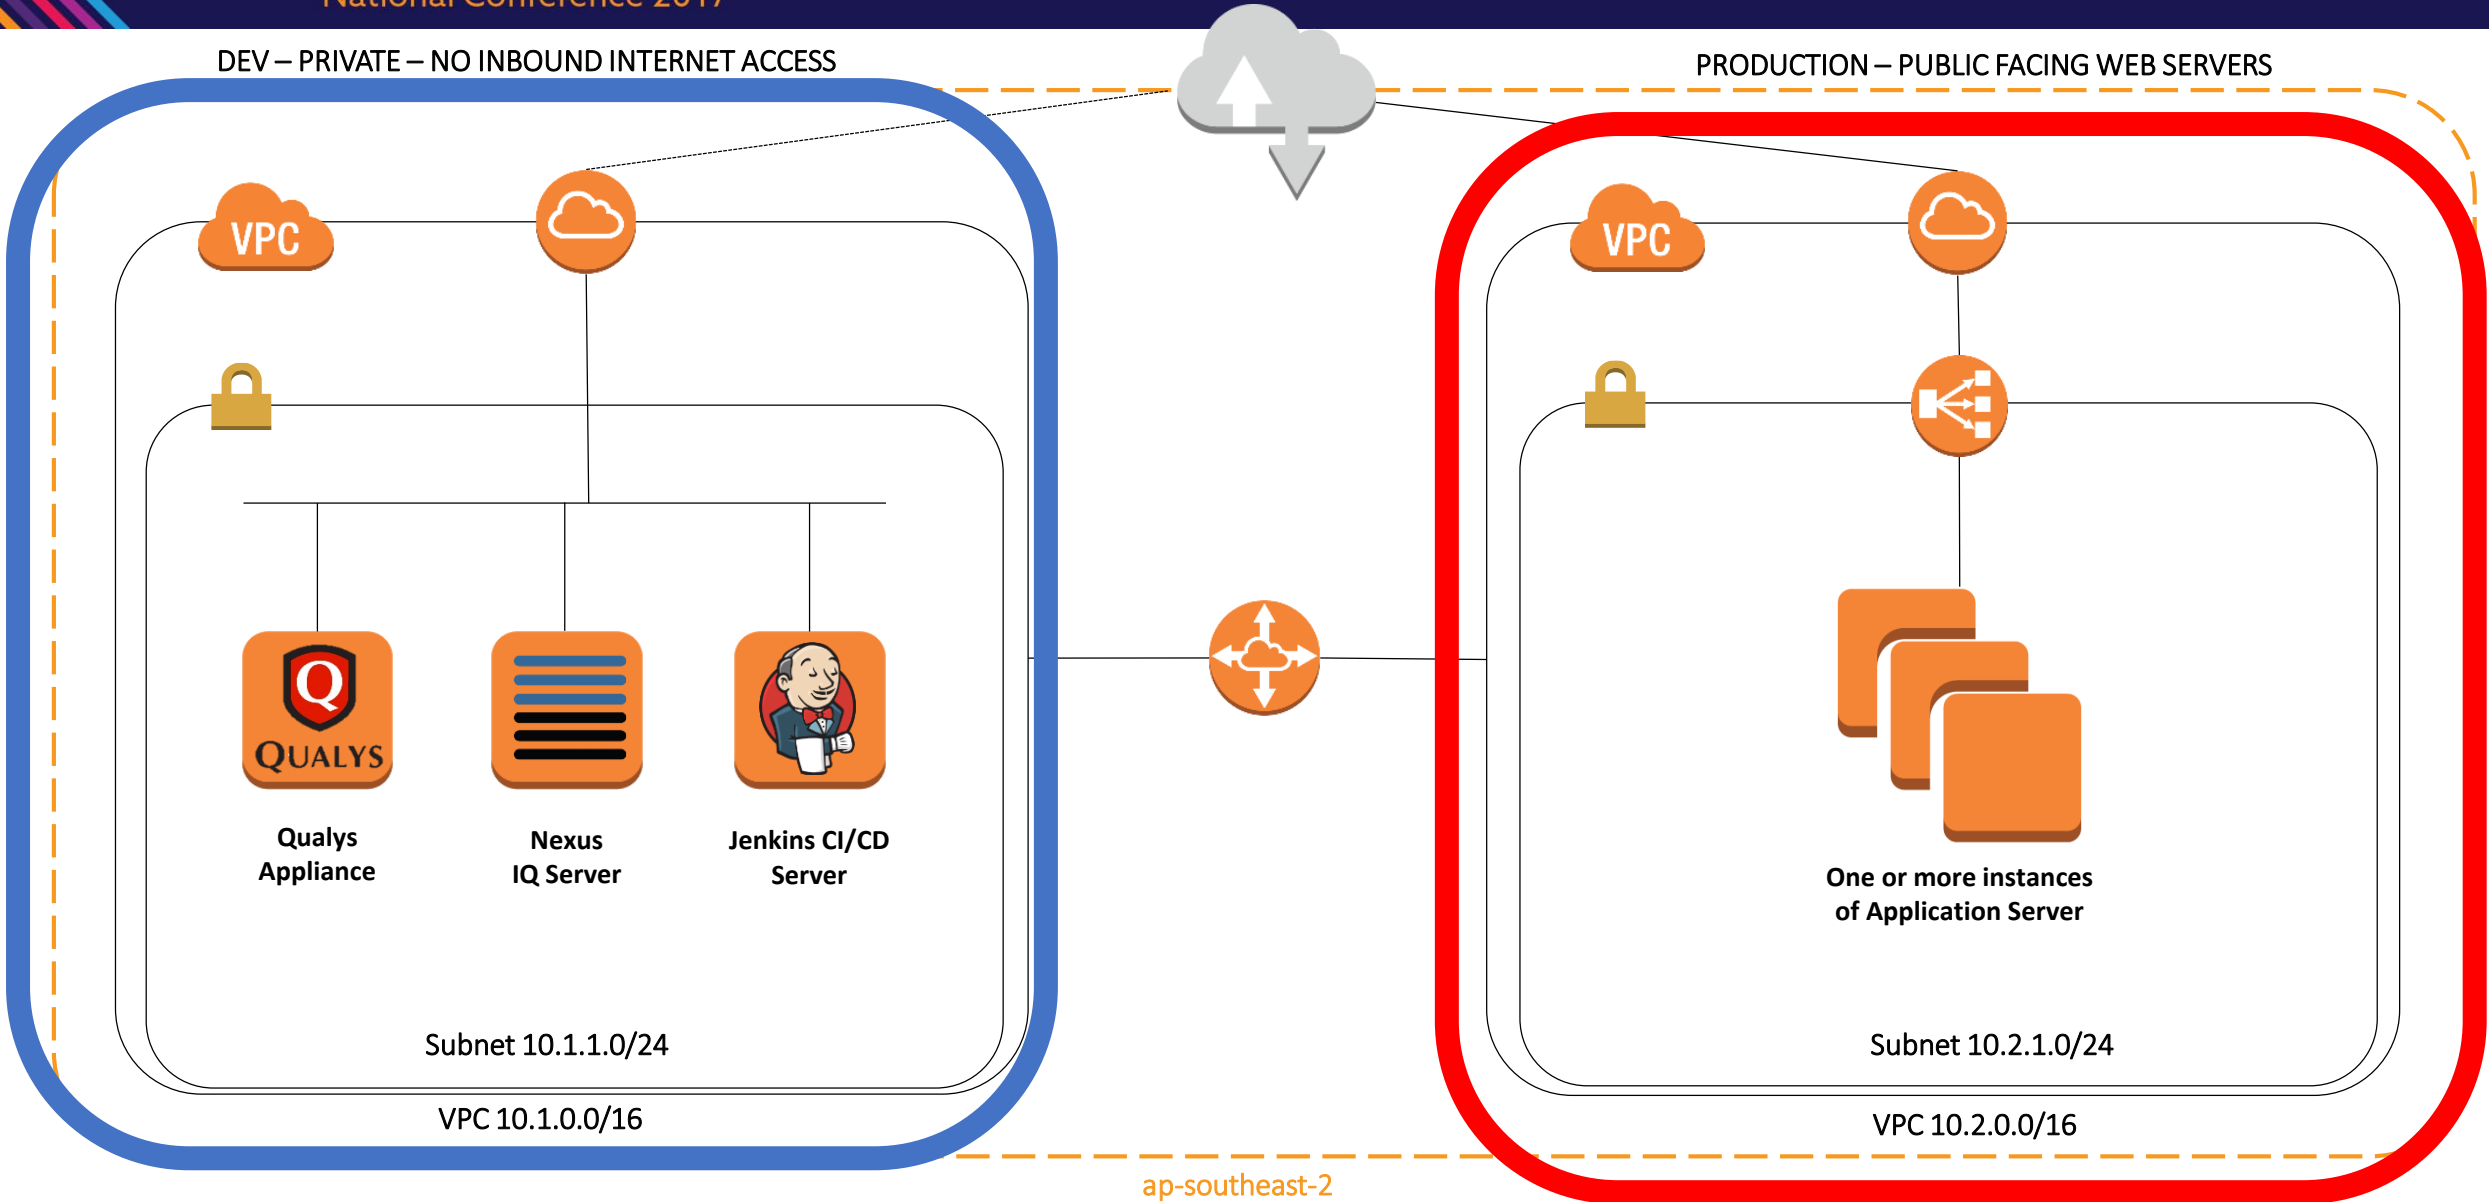 National Conference 2017
DEV – PRIVATE – NO INBOUND INTERNET ACCESS
PRODUCTION – PUBLIC FACING WEB SERVERS
VPC
VPC
Q
QUALYS
Qualys
Appliance
Nexus
IQ Server
Jenkins CI/CD
Server
One or more instances
of Application Server
Subnet 10.1.1.0/24
Subnet 10.2.1.0/24
VPC 10.1.0.0/16
VPC 10.2.0.0/16
ap-southeast-2